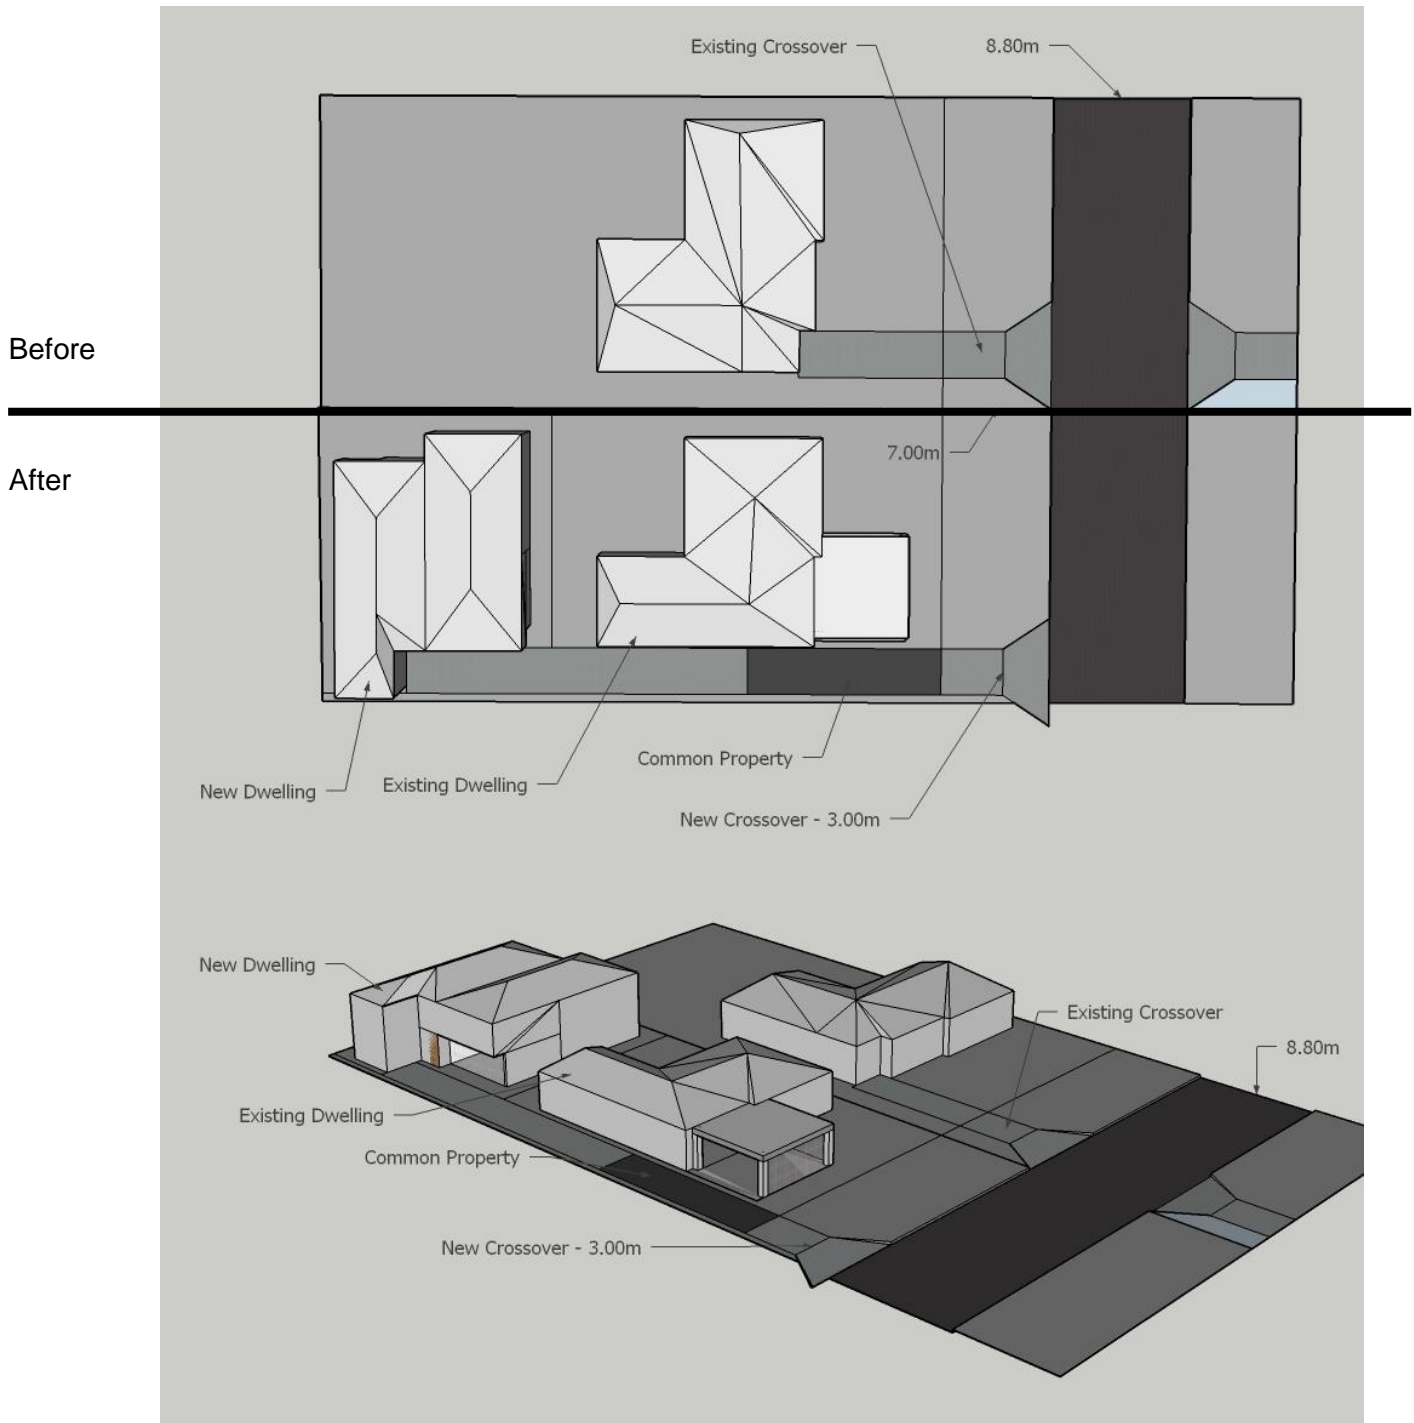 Existing Crossover
8.80m
Before
7.00m
After
Common Property
New Dwelling
Existing Dwelling
New Crossover - 3.00m
New Dwelling
Existing Crossover
8.80m
Existing Dwelling
Common Property
New Crossover - 3.00m